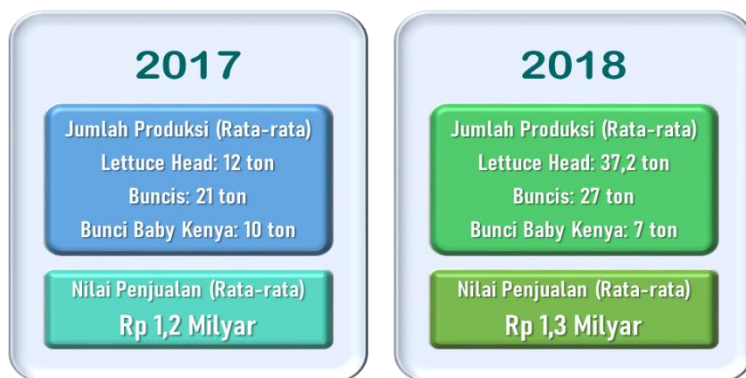 2017
Jumlah Produksi (Rata-rata)
Lettuce Head: 12 ton
Buncis: 21 ton
Bunci Baby Kenya: 10 ton
Nilai Penjualan (Rata-rata)
Rp 1,2 Milyar
2018
Jumlah Produksi (Rata-rata)
Lettuce Head: 37,2 ton
Buncis: 27 ton
Bunci Baby Kenya: 7 ton
Nilai Penjualan (Rata-rata)
Rp 1,3 Milyar